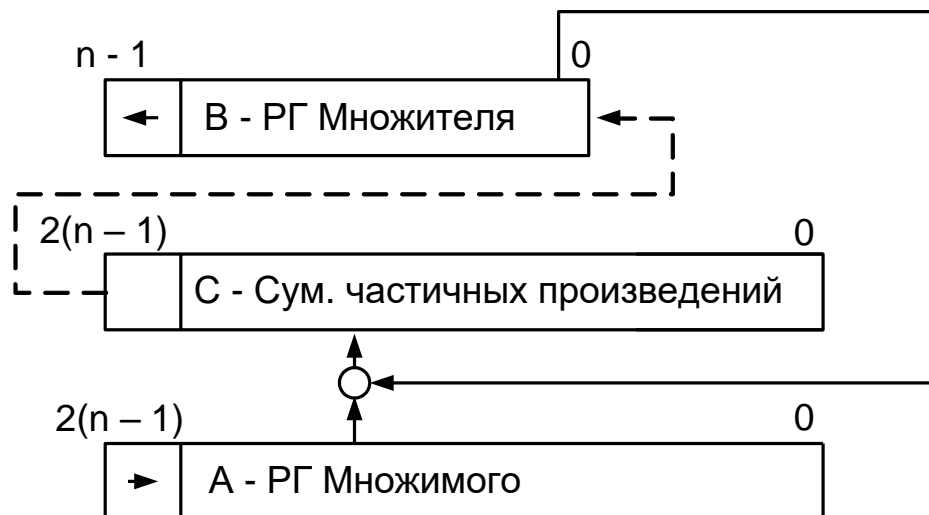 n - 1 0
В - РГ Множителя
2(n – 1) 0
С - Сум. частичных произведений
2(n – 1) 0
А - РГ Множимого